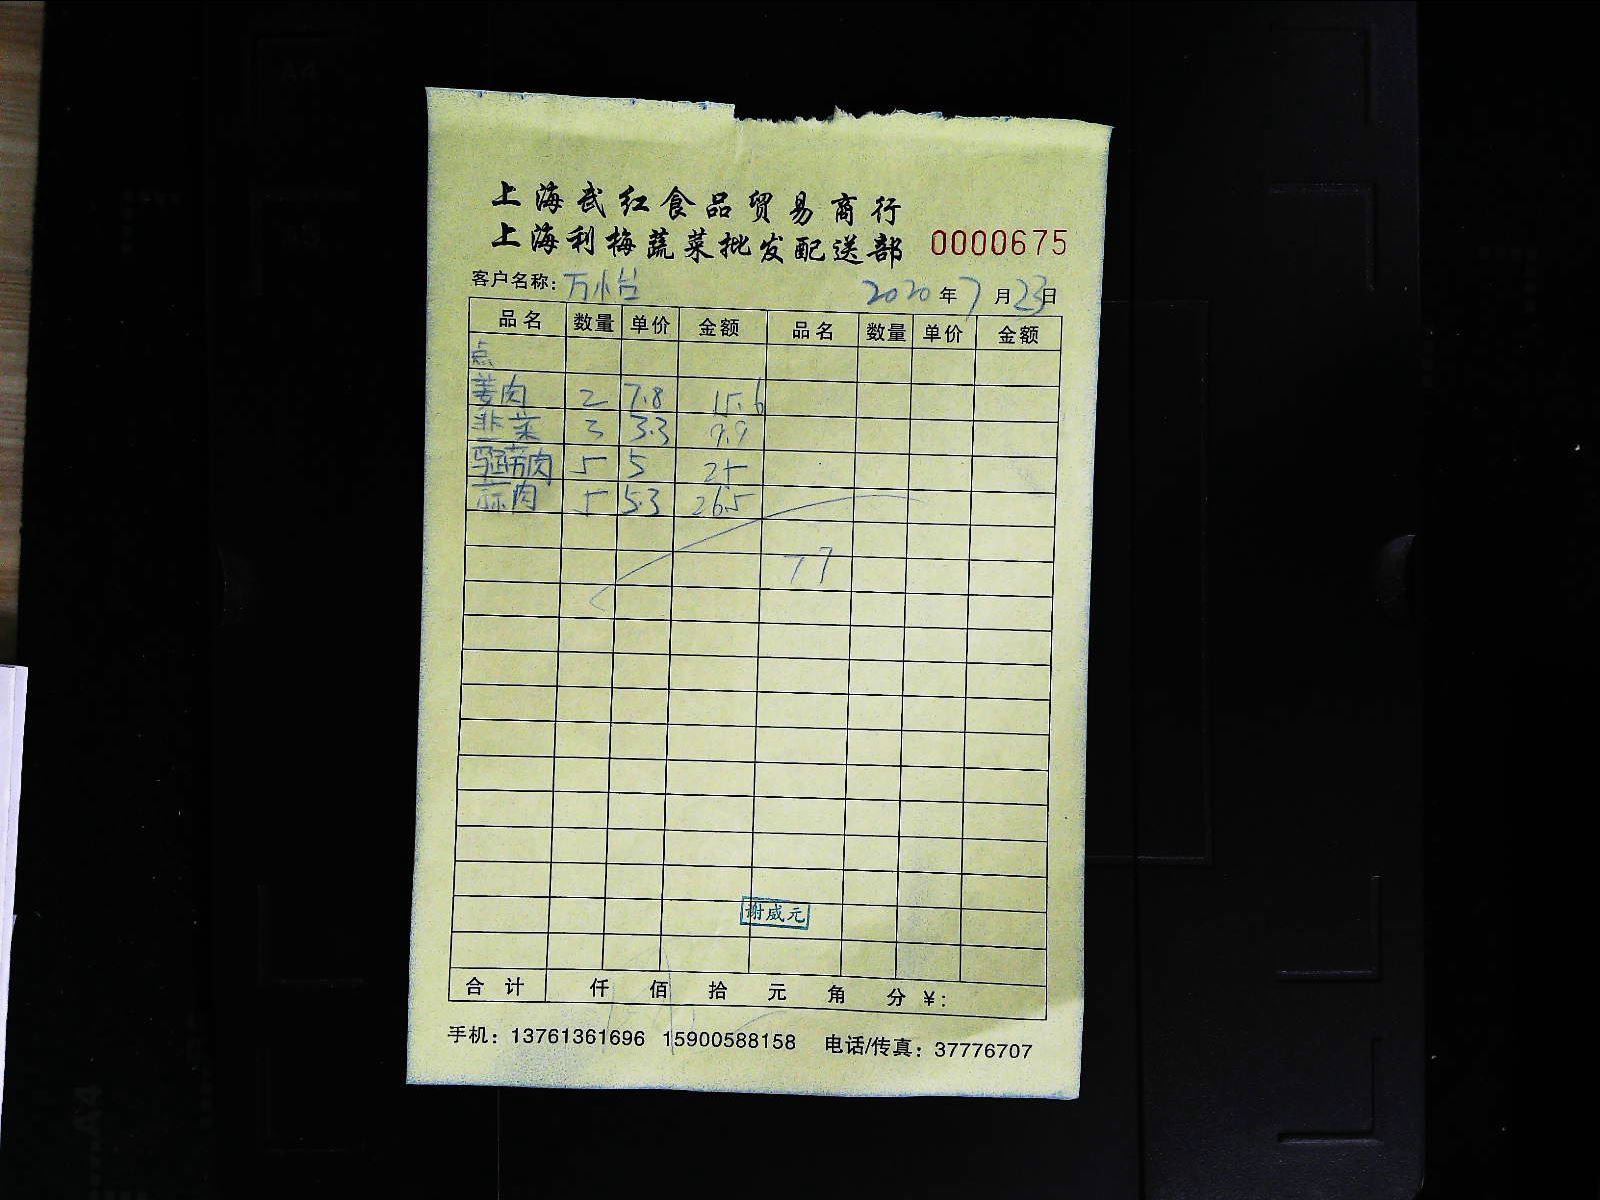 上海武红食品贸易商行
上海利梅蔬菜批发配送部 0000675
客户名称: 万怡 2020年7月23日
品名 数量 单价 金额 品名 数量 单价 金额
点
姜肉 2 7.8 15.6
韭菜 3 3.3 9.9
肉 5 5 25
蒜肉 5 5.3 26.5
77
谢威元
合计 仟 佰 拾 元 角 分 ¥:
手机: 13761361696 15900588158 电话/传真: 37776707